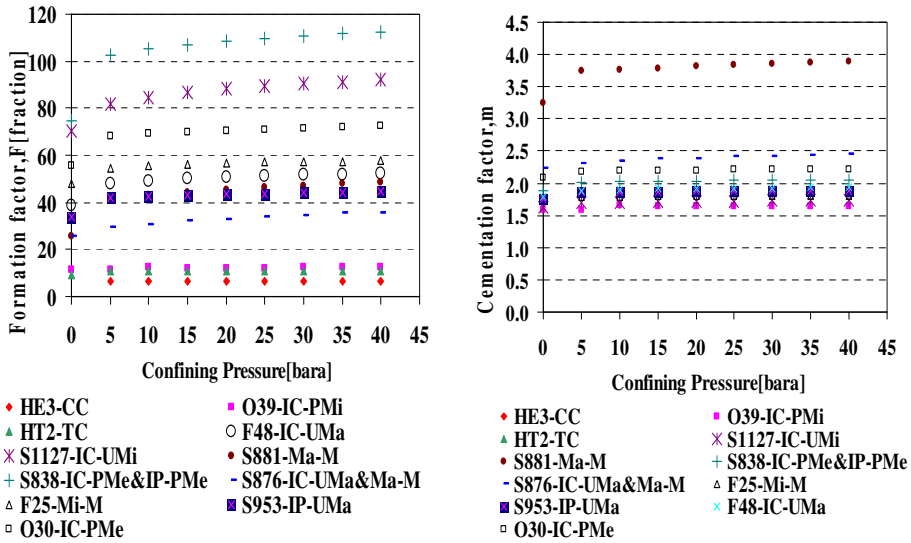 Formation factor,F[fraction]
120
100
80
60
40
20
0
0 5 10 15 20 25 30 35 40 45
Confining Pressure[bara]
HE3-CC O39-IC-PMi
HT2-TC F48-IC-UMa
S1127-IC-UMi S881-Ma-M
S838-IC-PMe&IP-PMe S876-IC-UMa&Ma-M
F25-Mi-M S953-IP-UMa
O30-IC-PMe
Cementation factor,m
4.5
4.0
3.5
3.0
2.5
2.0
1.5
1.0
0.5
0.0
0 5 10 15 20 25 30 35 40 45
Confining Pressure[bara]
HE3-CC O39-IC-PMi
HT2-TC S1127-IC-UMi
S881-Ma-M S838-IC-PMe&IP-PMe
S876-IC-UMa&Ma-M F25-Mi-M
S953-IP-UMa F48-IC-UMa
O30-IC-PMe